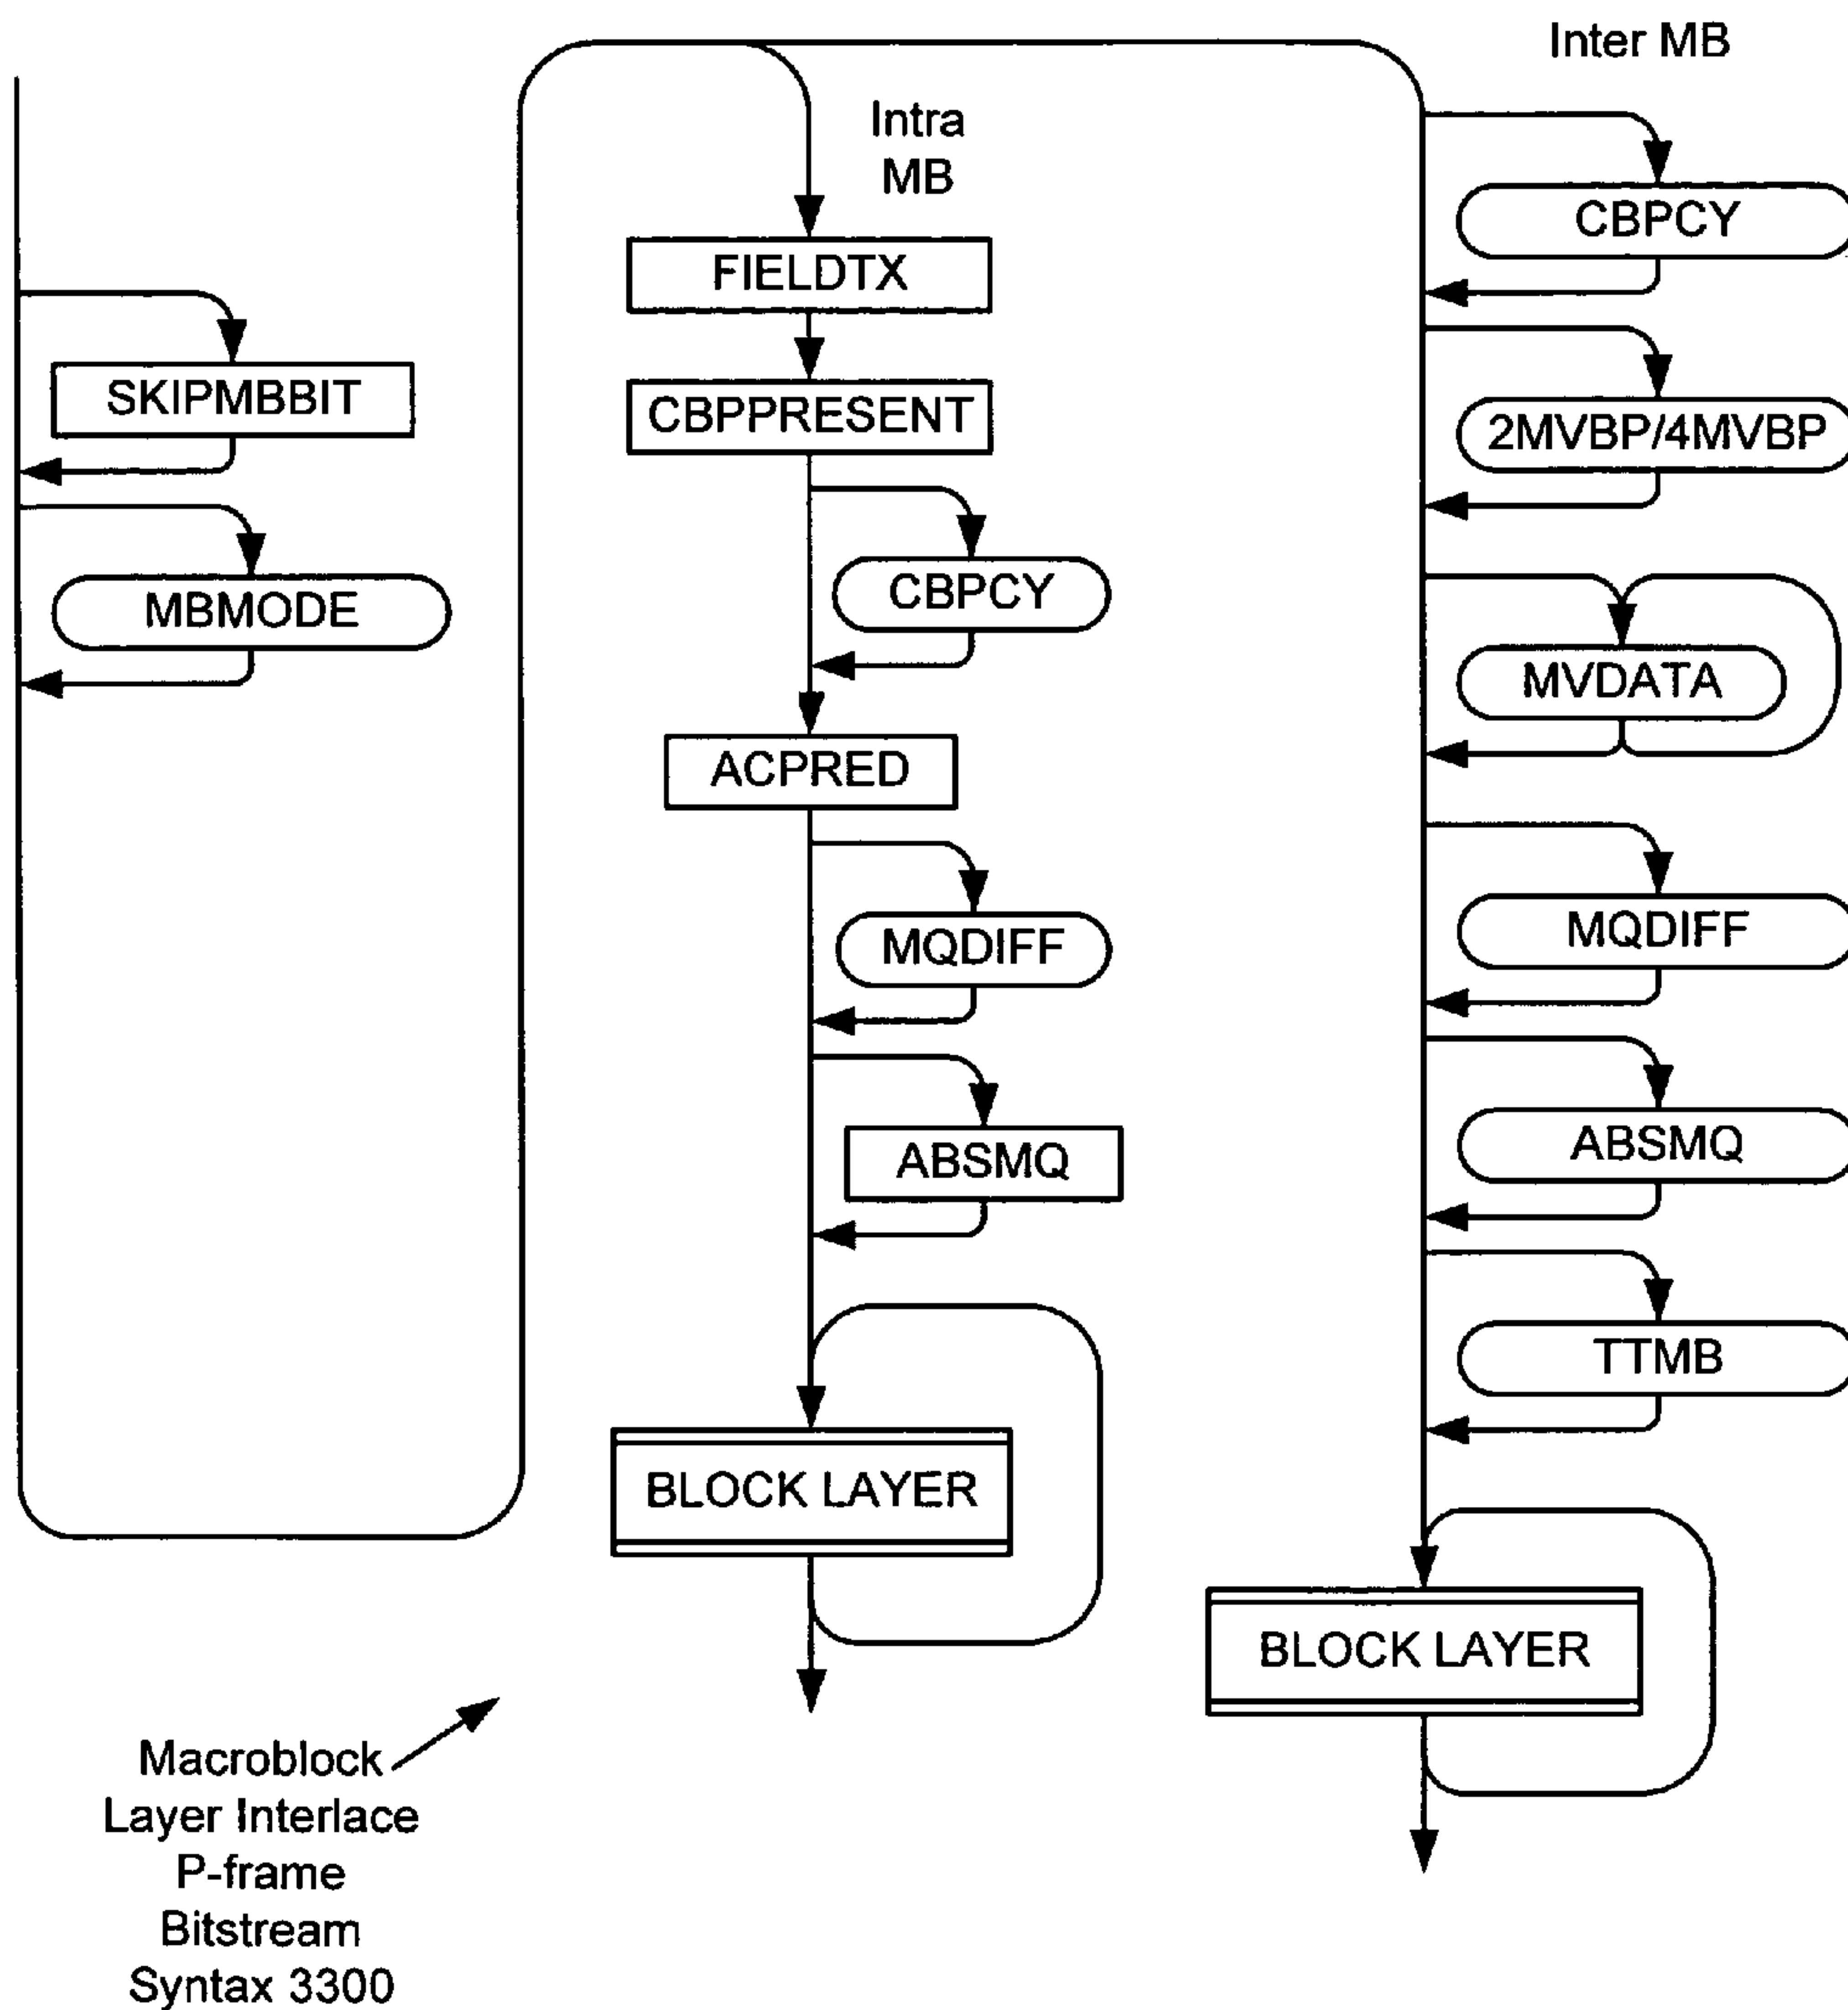 SKIPMBBIT
MBMODE
Intra
MB
FIELDTX
CBPPRESENT
CBPCY
ACPRED
MQDIFF
ABSMQ
BLOCK LAYER
Inter MB
CBPCY
2MVBP/4MVBP
MVDATA
MQDIFF
ABSMQ
TTMB
BLOCK LAYER
Macroblock
Layer Interlace
P-frame
Bitstream
Syntax 3300